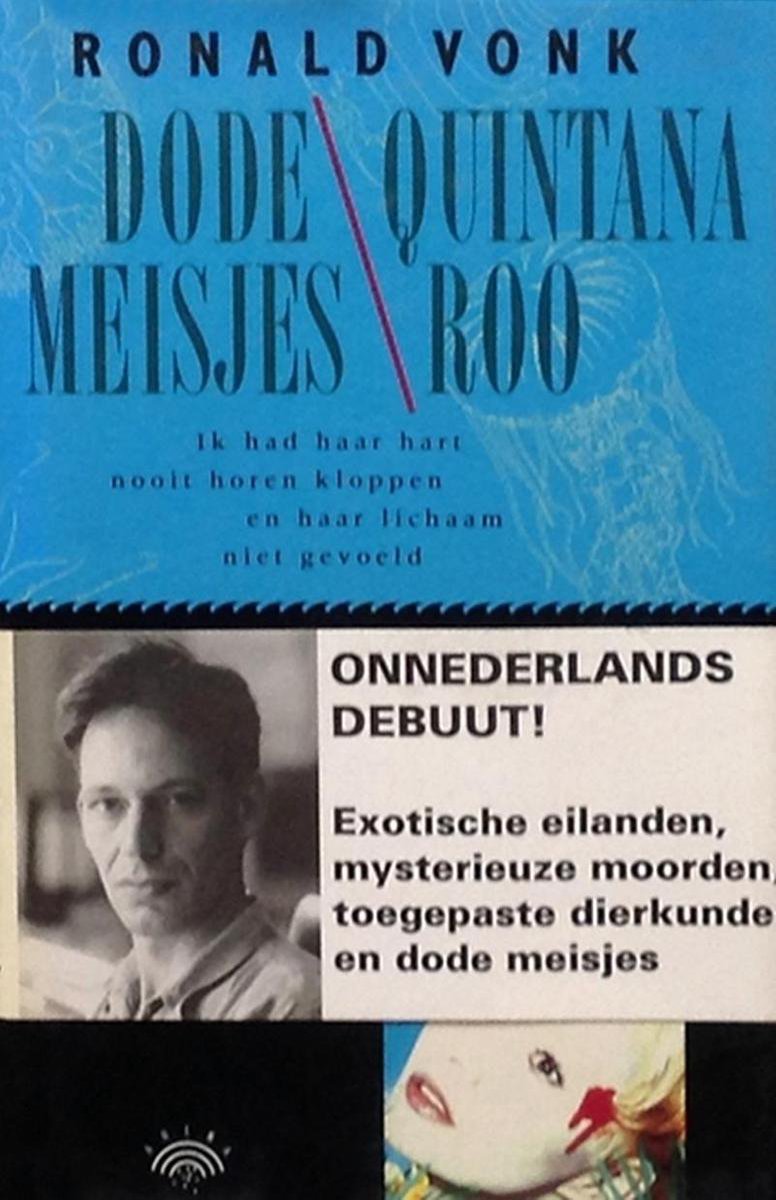 RONALD VONK
DODE \ QUINTANA
MEISJES \ ROO
Ik had haar hart
nooit horen kloppen
en haar lichaam
niet gevoeld
ONNEDERLANDS
DEBUUT!
Exotische eilanden,
mysterieuze moorden,
toegepaste dierkunde
en dode meisjes
ARENA